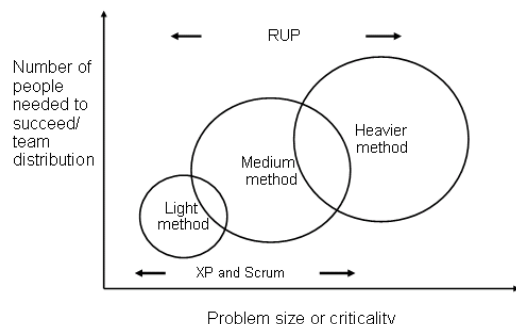 RUP
Number of
people
needed to
succeed/
team
distribution
Heavier
method
Medium
method
Light
method
XP and Scrum
Problem size or criticality